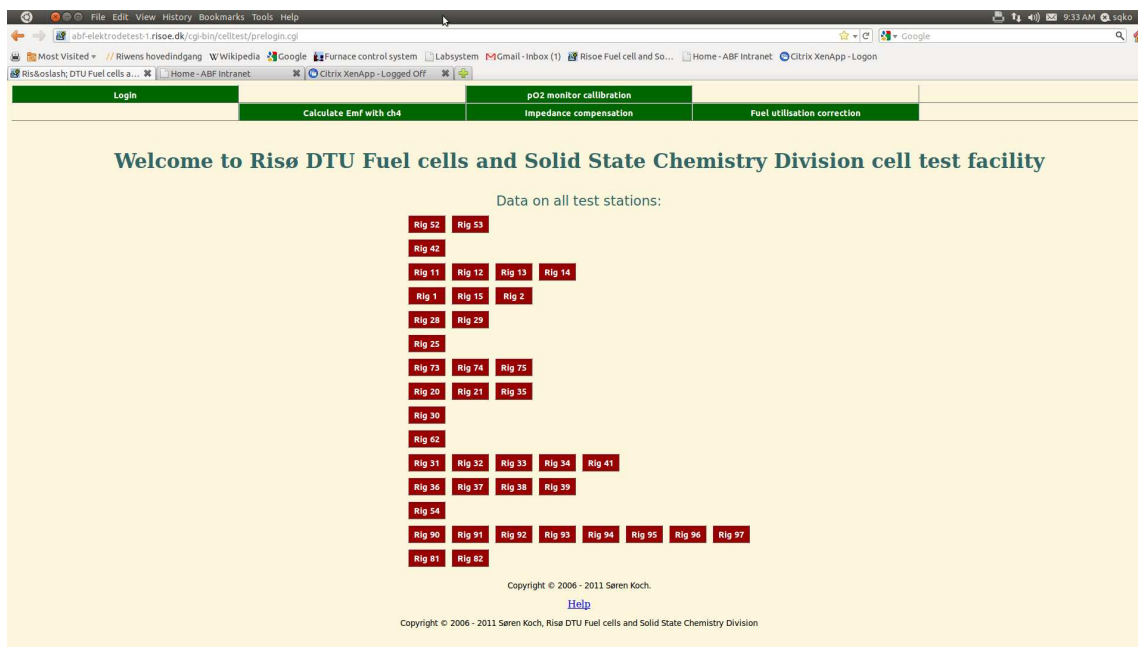 File Edit View History Bookmarks Tools Help 9:33 AM sqko
abf-elektrodetest-1.risoe.dk/cgi-bin/celltest/prelogin.cgi Google
Most Visited Riwens hovedindgang Wikipedia Google Furnace control system Labsystem Gmail - Inbox (1) Risoe Fuel cell and So... Home - ABF Intranet Citrix XenApp - Logon
Ris&oslash; DTU Fuel cells a... Home - ABF Intranet Citrix XenApp - Logged Off
Login pO2 monitor callibration
Calculate Emf with ch4 Impedance compensation Fuel utilisation correction
Welcome to Risø DTU Fuel cells and Solid State Chemistry Division cell test facility
Data on all test stations:
Rig 52 Rig 53
Rig 42
Rig 11 Rig 12 Rig 13 Rig 14
Rig 1 Rig 15 Rig 2
Rig 28 Rig 29
Rig 25
Rig 73 Rig 74 Rig 75
Rig 20 Rig 21 Rig 35
Rig 30
Rig 62
Rig 31 Rig 32 Rig 33 Rig 34 Rig 41
Rig 36 Rig 37 Rig 38 Rig 39
Rig 54
Rig 90 Rig 91 Rig 92 Rig 93 Rig 94 Rig 95 Rig 96 Rig 97
Rig 81 Rig 82
Copyright © 2006 - 2011 Søren Koch.
Help
Copyright © 2006 - 2011 Søren Koch, Risø DTU Fuel cells and Solid State Chemistry Division